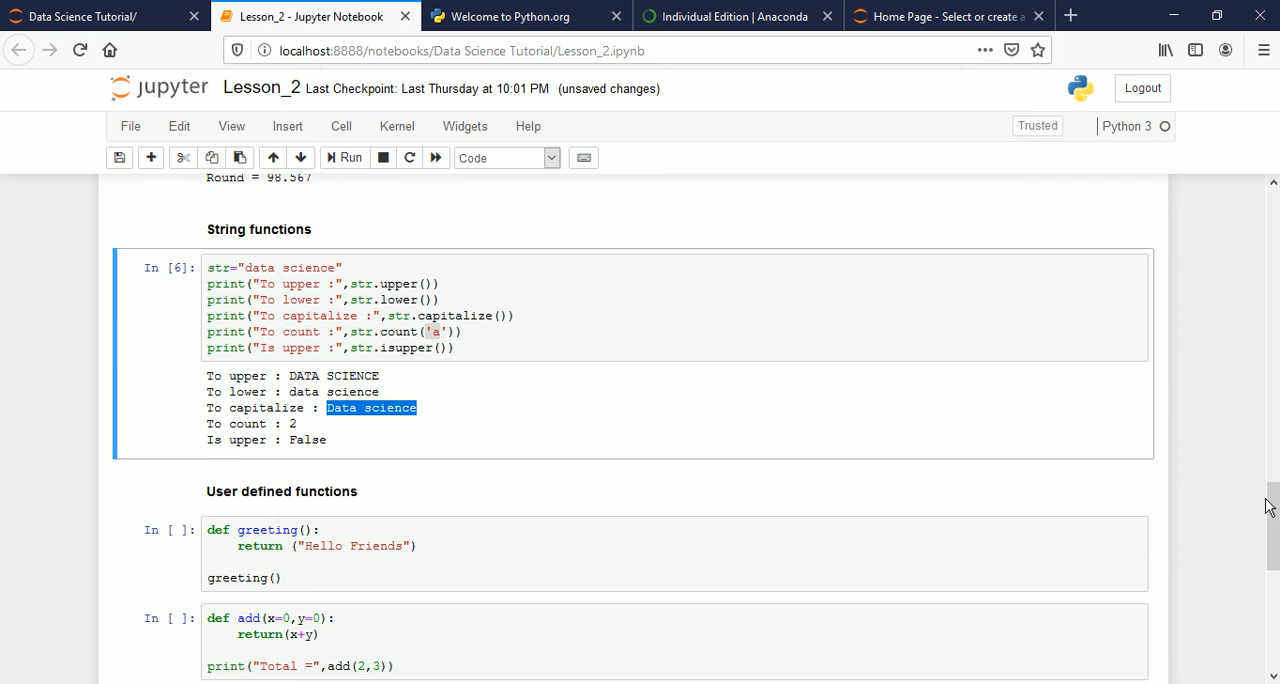 Data Science Tutorial/
Lesson_2 - Jupyter Notebook
Welcome to Python.org
Individual Edition | Anaconda
Home Page - Select or create a
localhost:8888/notebooks/Data Science Tutorial/Lesson_2.ipynb
jupyter Lesson_2 Last Checkpoint: Last Thursday at 10:01 PM (unsaved changes)
Logout
File Edit View Insert Cell Kernel Widgets Help
Trusted
Python 3
Run
Code
Round = 98.567
String functions
In [6]: str="data science"
print("To upper :",str.upper())
print("To lower :",str.lower())
print("To capitalize :",str.capitalize())
print("To count :",str.count('a'))
print("Is upper :",str.isupper())
To upper : DATA SCIENCE
To lower : data science
To capitalize : Data science
To count : 2
Is upper : False
User defined functions
In [ ]: def greeting():
return ("Hello Friends")
greeting()
In [ ]: def add(x=0,y=0):
return(x+y)
print("Total =",add(2,3))